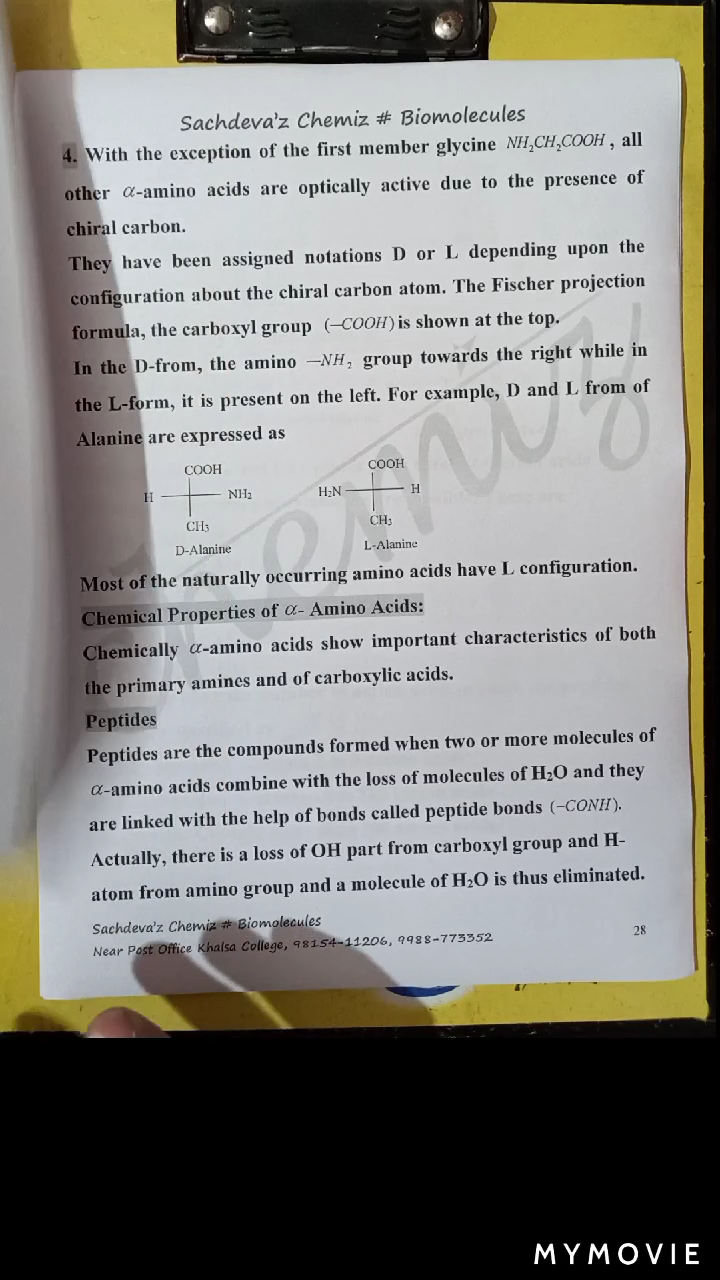 Sachdeva'z Chemiz # Biomolecules
4. With the exception of the first member glycine NH₂CH₂COOH, all
other α-amino acids are optically active due to the presence of
chiral carbon.
They have been assigned notations D or L depending upon the
configuration about the chiral carbon atom. The Fischer projection
formula, the carboxyl group (–COOH) is shown at the top.
In the D-from, the amino —NH₂ group towards the right while in
the L-form, it is present on the left. For example, D and L from of
Alanine are expressed as
COOH COOH
H NH₂ H₂N H
CH₃ CH₃
D-Alanine L-Alanine
Most of the naturally occurring amino acids have L configuration.
Chemical Properties of α- Amino Acids:
Chemically α-amino acids show important characteristics of both
the primary amines and of carboxylic acids.
Peptides
Peptides are the compounds formed when two or more molecules of
α-amino acids combine with the loss of molecules of H₂O and they
are linked with the help of bonds called peptide bonds (–CONH).
Actually, there is a loss of OH part from carboxyl group and H-
atom from amino group and a molecule of H₂O is thus eliminated.
Sachdeva'z Chemiz # Biomolecules
Near Post Office Khalsa College, 98154-11206, 9988-773352
28
Chemiz
MYMOVIE